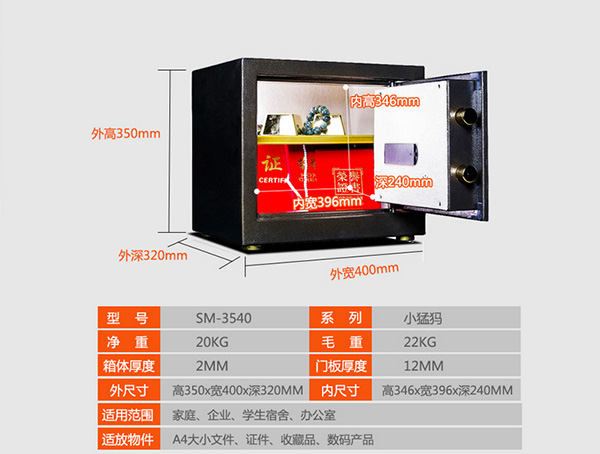 内高346mm
外高350mm
证
CERTIFI
荣 興
證 書
深240mm
内宽396mm
外深320mm
外宽400mm
型 号 SM-3540 系 列 小猛犸
净 重 20KG 毛 重 22KG
箱体厚度 2MM 门板厚度 12MM
外尺寸 高350x宽400x深320MM 内尺寸 高346x宽396x深240MM
适用范围 家庭、企业、学生宿舍、办公室
适放物件 A4大小文件、证件、收藏品、数码产品